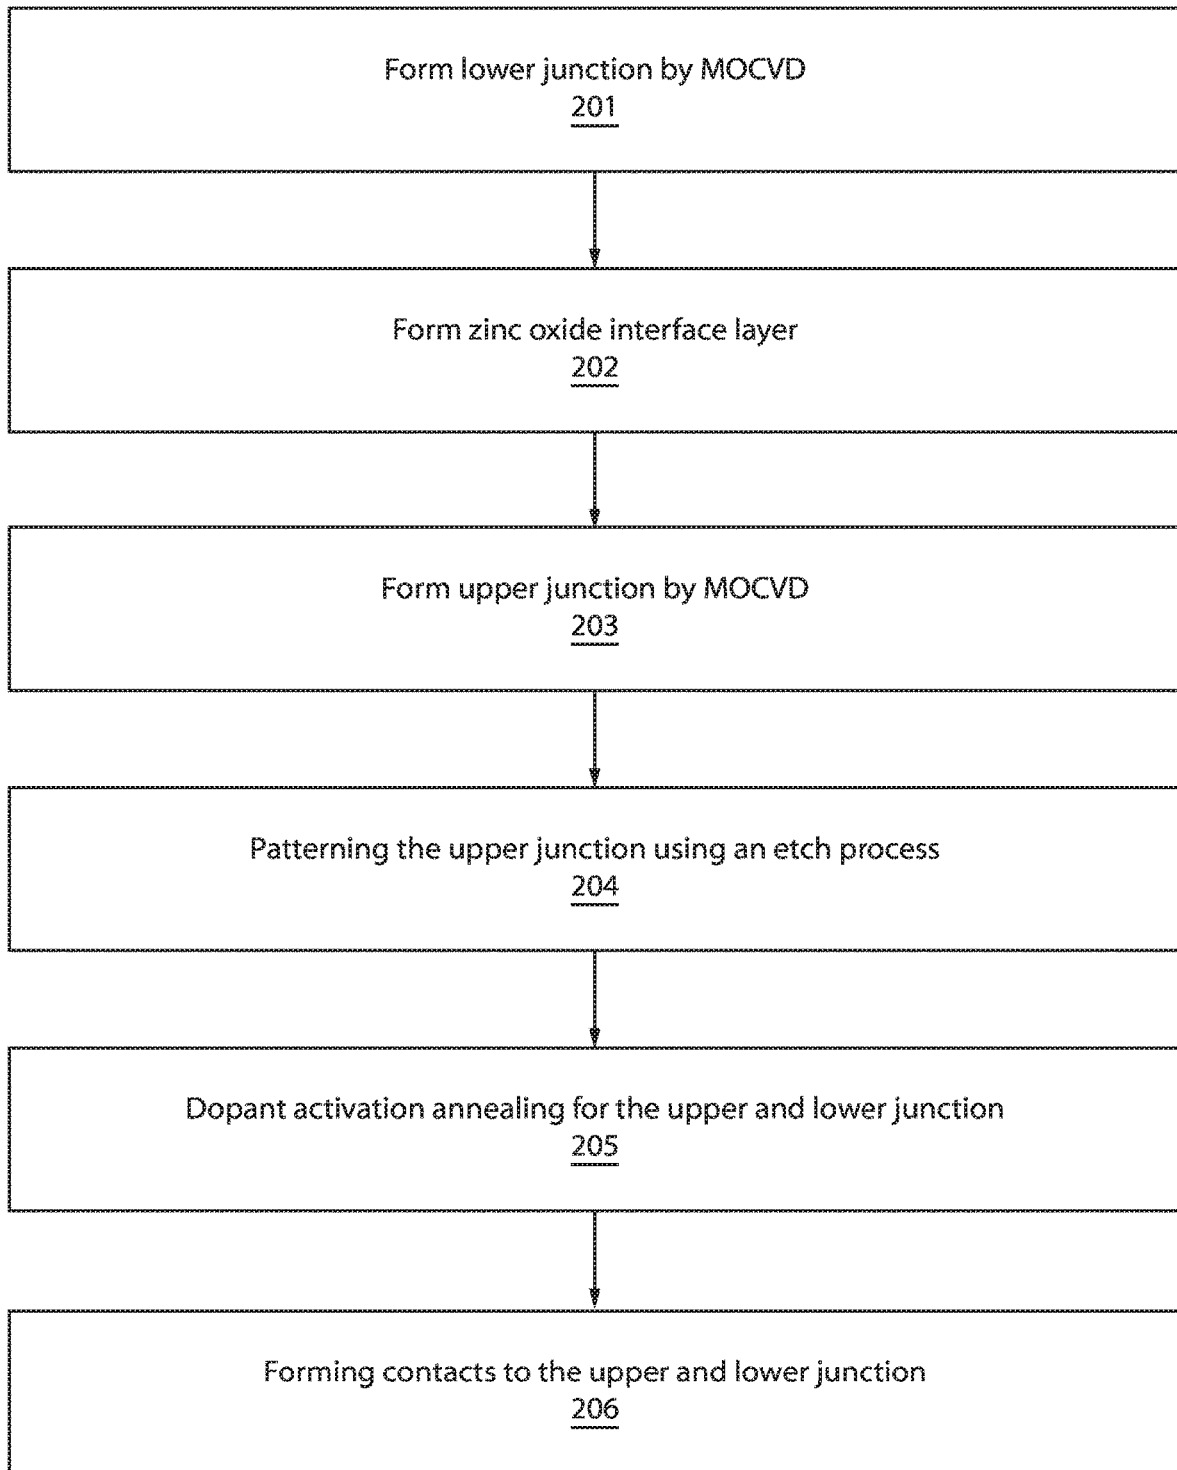 Form lower junction by MOCVD
201
Form zinc oxide interface layer
202
Form upper junction by MOCVD
203
Patterning the upper junction using an etch process
204
Dopant activation annealing for the upper and lower junction
205
Forming contacts to the upper and lower junction
206